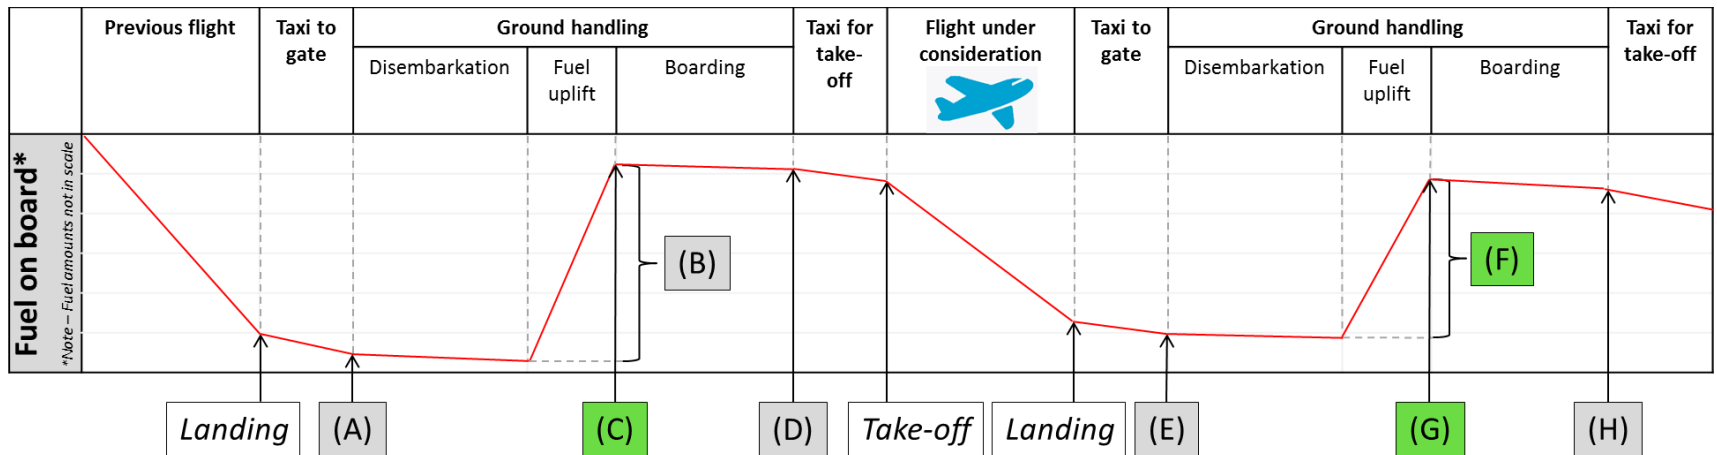 Previous flight
Taxi to
gate
Ground handling
Disembarkation
Fuel
uplift
Boarding
Taxi for
take-
off
Flight under
consideration
Taxi to
gate
Ground handling
Disembarkation
Fuel
uplift
Boarding
Taxi for
take-off
Fuel on board*
*Note – Fuel amounts not in scale
(B)
(F)
Landing
(A)
(C)
(D)
Take-off
Landing
(E)
(G)
(H)